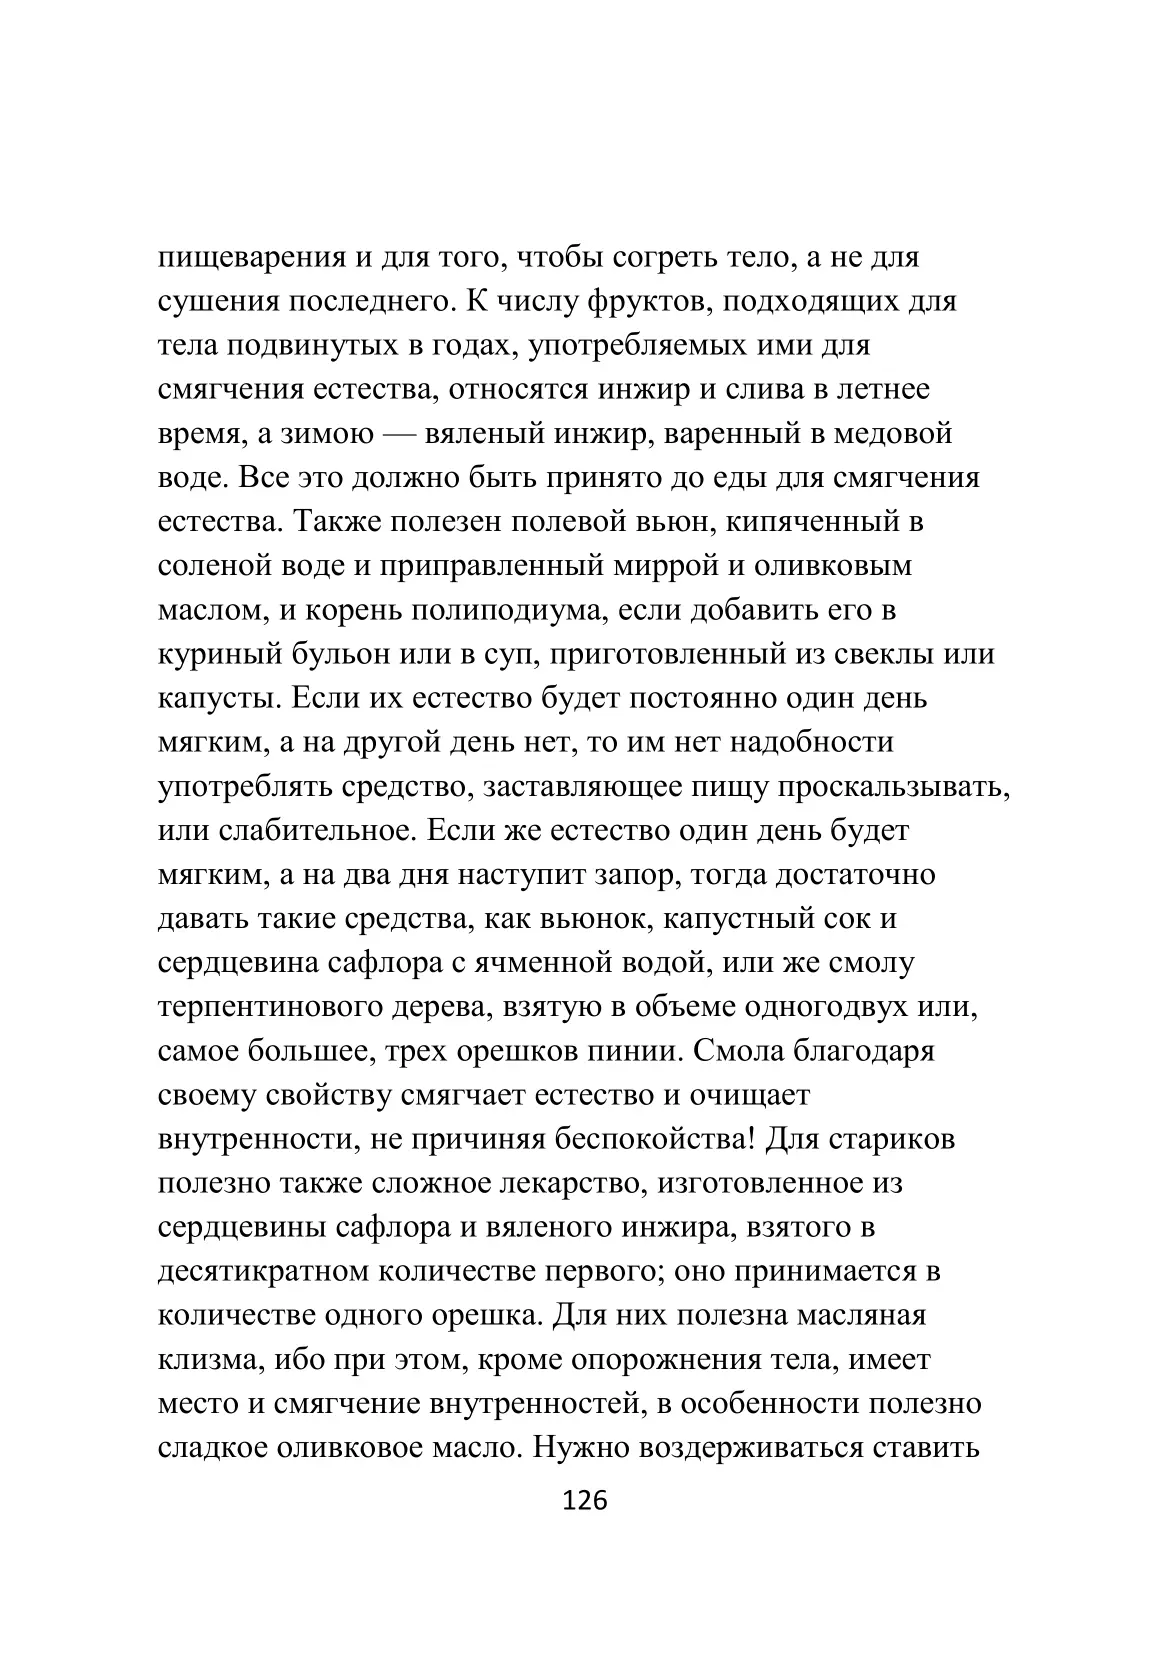 пищеварения и для того, чтобы согреть тело, а не для
сушения последнего. К числу фруктов, подходящих для
тела подвинутых в годах, употребляемых ими для
смягчения естества, относятся инжир и слива в летнее
время, а зимою — вяленый инжир, варенный в медовой
воде. Все это должно быть принято до еды для смягчения
естества. Также полезен полевой вьюн, кипяченный в
соленой воде и приправленный миррой и оливковым
маслом, и корень полиподиума, если добавить его в
куриный бульон или в суп, приготовленный из свеклы или
капусты. Если их естество будет постоянно один день
мягким, а на другой день нет, то им нет надобности
употреблять средство, заставляющее пищу проскальзывать,
или слабительное. Если же естество один день будет
мягким, а на два дня наступит запор, тогда достаточно
давать такие средства, как вьюнок, капустный сок и
сердцевина сафлора с ячменной водой, или же смолу
терпентинового дерева, взятую в объеме одногодвух или,
самое большее, трех орешков пинии. Смола благодаря
своему свойству смягчает естество и очищает
внутренности, не причиняя беспокойства! Для стариков
полезно также сложное лекарство, изготовленное из
сердцевины сафлора и вяленого инжира, взятого в
десятикратном количестве первого; оно принимается в
количестве одного орешка. Для них полезна масляная
клизма, ибо при этом, кроме опорожнения тела, имеет
место и смягчение внутренностей, в особенности полезно
сладкое оливковое масло. Нужно воздерживаться ставить
126